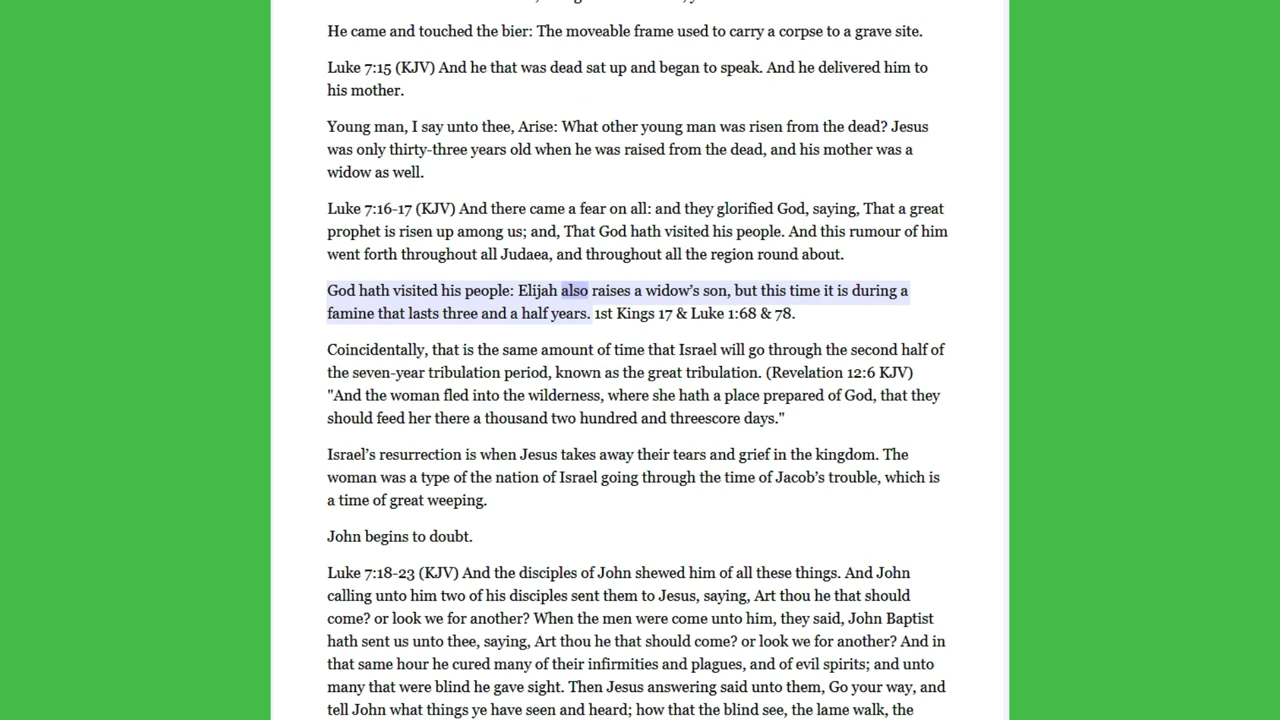 He came and touched the bier: The moveable frame used to carry a corpse to a grave site.
Luke 7:15 (KJV) And he that was dead sat up and began to speak. And he delivered him to
his mother.
Young man, I say unto thee, Arise: What other young man was risen from the dead? Jesus
was only thirty-three years old when he was raised from the dead, and his mother was a
widow as well.
Luke 7:16-17 (KJV) And there came a fear on all: and they glorified God, saying, That a great
prophet is risen up among us; and, That God hath visited his people. And this rumour of him
went forth throughout all Judaea, and throughout all the region round about.
God hath visited his people: Elijah also raises a widow’s son, but this time it is during a
famine that lasts three and a half years. 1st Kings 17 & Luke 1:68 & 78.
Coincidentally, that is the same amount of time that Israel will go through the second half of
the seven-year tribulation period, known as the great tribulation. (Revelation 12:6 KJV)
"And the woman fled into the wilderness, where she hath a place prepared of God, that they
should feed her there a thousand two hundred and threescore days."
Israel’s resurrection is when Jesus takes away their tears and grief in the kingdom. The
woman was a type of the nation of Israel going through the time of Jacob’s trouble, which is
a time of great weeping.
John begins to doubt.
Luke 7:18-23 (KJV) And the disciples of John shewed him of all these things. And John
calling unto him two of his disciples sent them to Jesus, saying, Art thou he that should
come? or look we for another? When the men were come unto him, they said, John Baptist
hath sent us unto thee, saying, Art thou he that should come? or look we for another? And in
that same hour he cured many of their infirmities and plagues, and of evil spirits; and unto
many that were blind he gave sight. Then Jesus answering said unto them, Go your way, and
tell John what things ye have seen and heard; how that the blind see, the lame walk, the